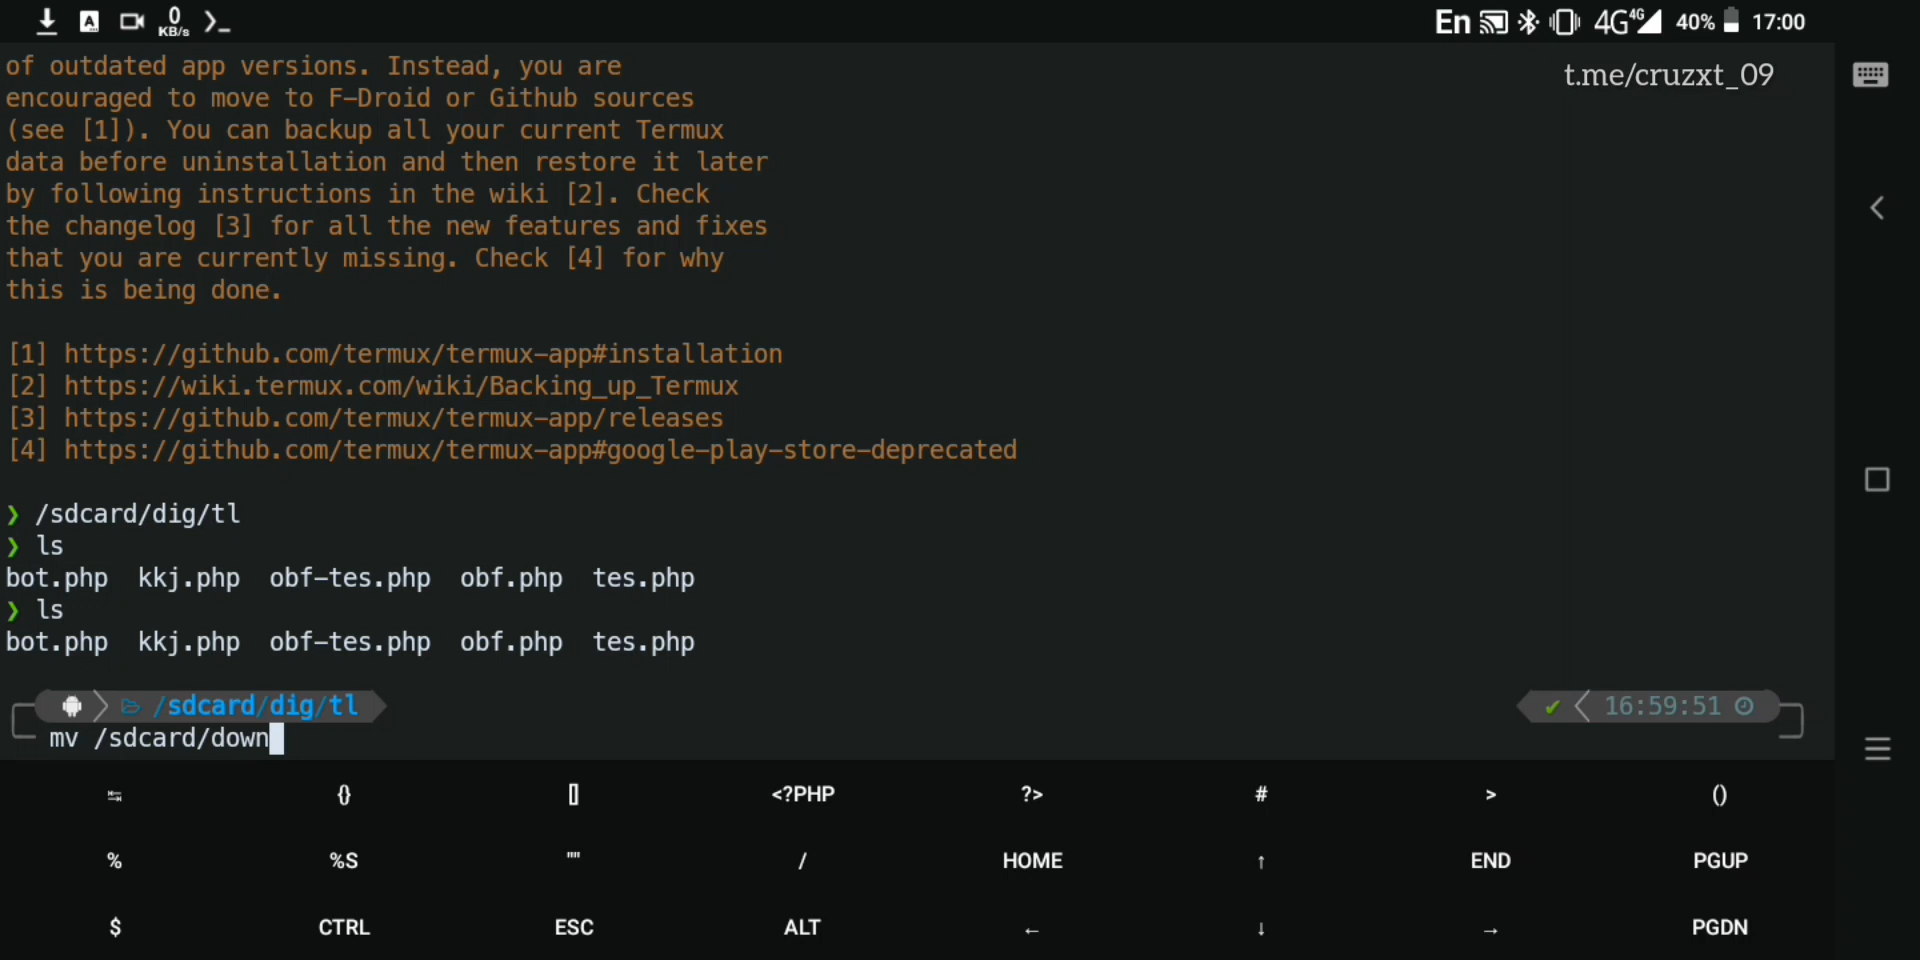 0
KB/s
En 4G 4G 40% 17:00
of outdated app versions. Instead, you are
t.me/cruzxt_09
encouraged to move to F-Droid or Github sources
(see [1]). You can backup all your current Termux
data before uninstallation and then restore it later
by following instructions in the wiki [2]. Check
the changelog [3] for all the new features and fixes
that you are currently missing. Check [4] for why
this is being done.
[1] https://github.com/termux/termux-app#installation
[2] https://wiki.termux.com/wiki/Backing_up_Termux
[3] https://github.com/termux/termux-app/releases
[4] https://github.com/termux/termux-app#google-play-store-deprecated
❯ /sdcard/dig/tl
❯ ls
bot.php kkj.php obf-tes.php obf.php tes.php
❯ ls
bot.php kkj.php obf-tes.php obf.php tes.php
/sdcard/dig/tl ✔ 16:59:51
mv /sdcard/down
↹ {} [] <?PHP ?> # > ()
% %S "" / HOME ↑ END PGUP
$ CTRL ESC ALT ← ↓ → PGDN